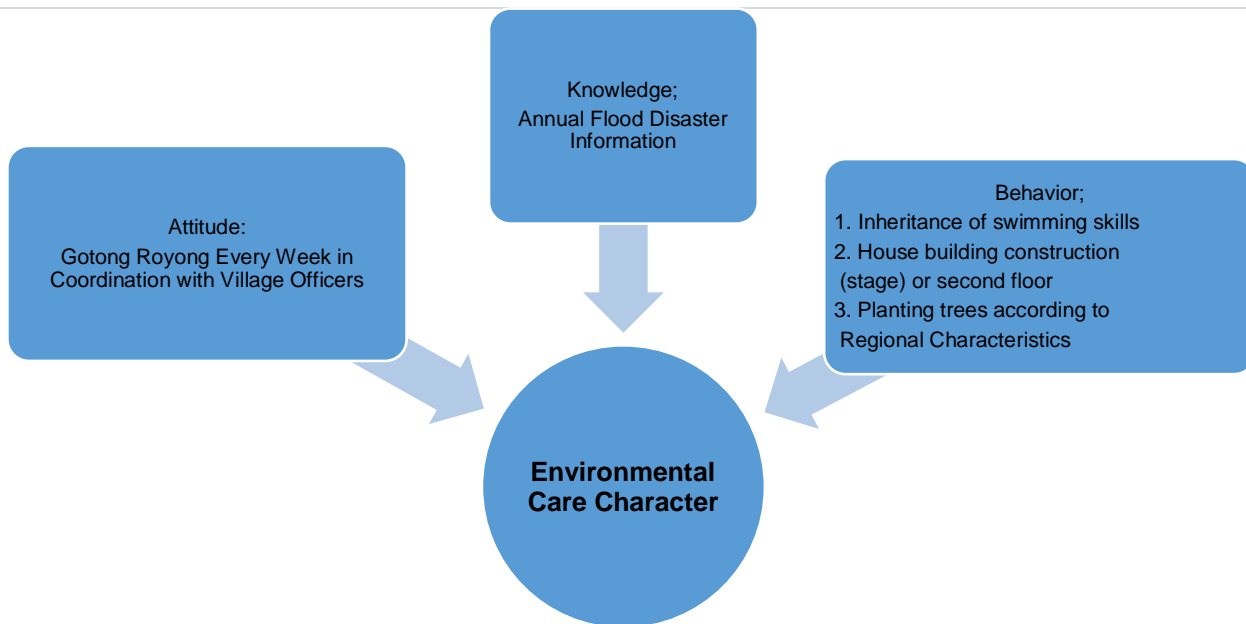 Knowledge;
Annual Flood Disaster
Information
Attitude:
Gotong Royong Every Week in
Coordination with Village Officers
Behavior;
1. Inheritance of swimming skills
2. House building construction
(stage) or second floor
3. Planting trees according to
Regional Characteristics
Environmental
Care Character